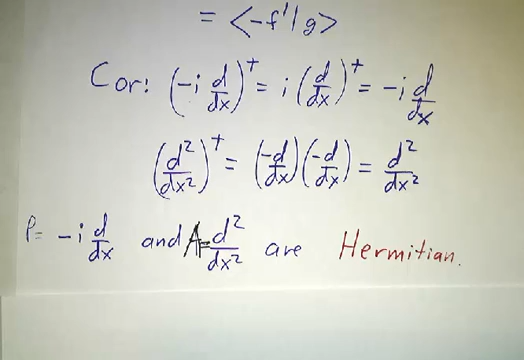 = <-f'|g>
Cor: (-i d/dx)† = i (d/dx)† = -i d/dx
(d²/dx²)† = (-d/dx)(-d/dx) = d²/dx²
P= -i d/dx and A= d²/dx² are Hermitian.